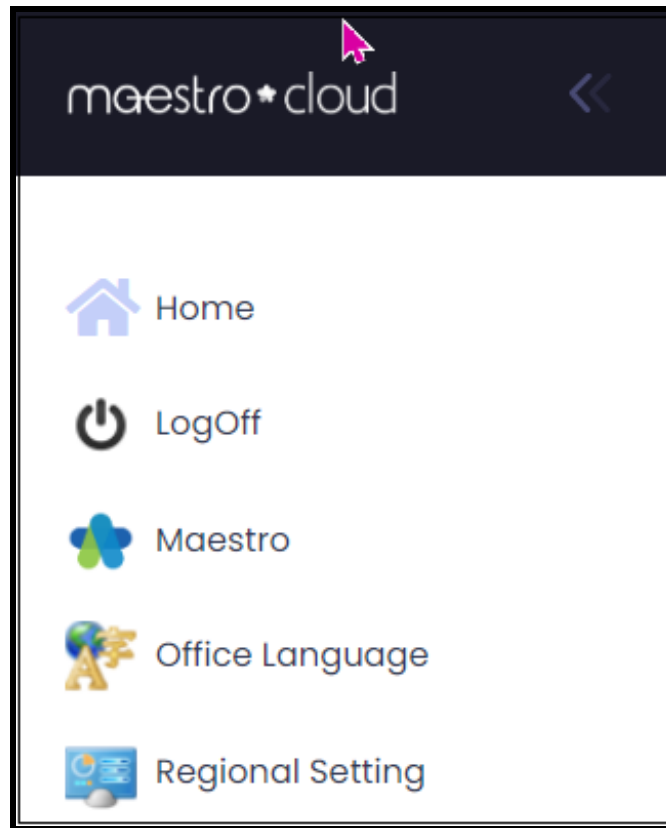 maestro*cloud
Home
LogOff
Maestro
Office Language
Regional Setting